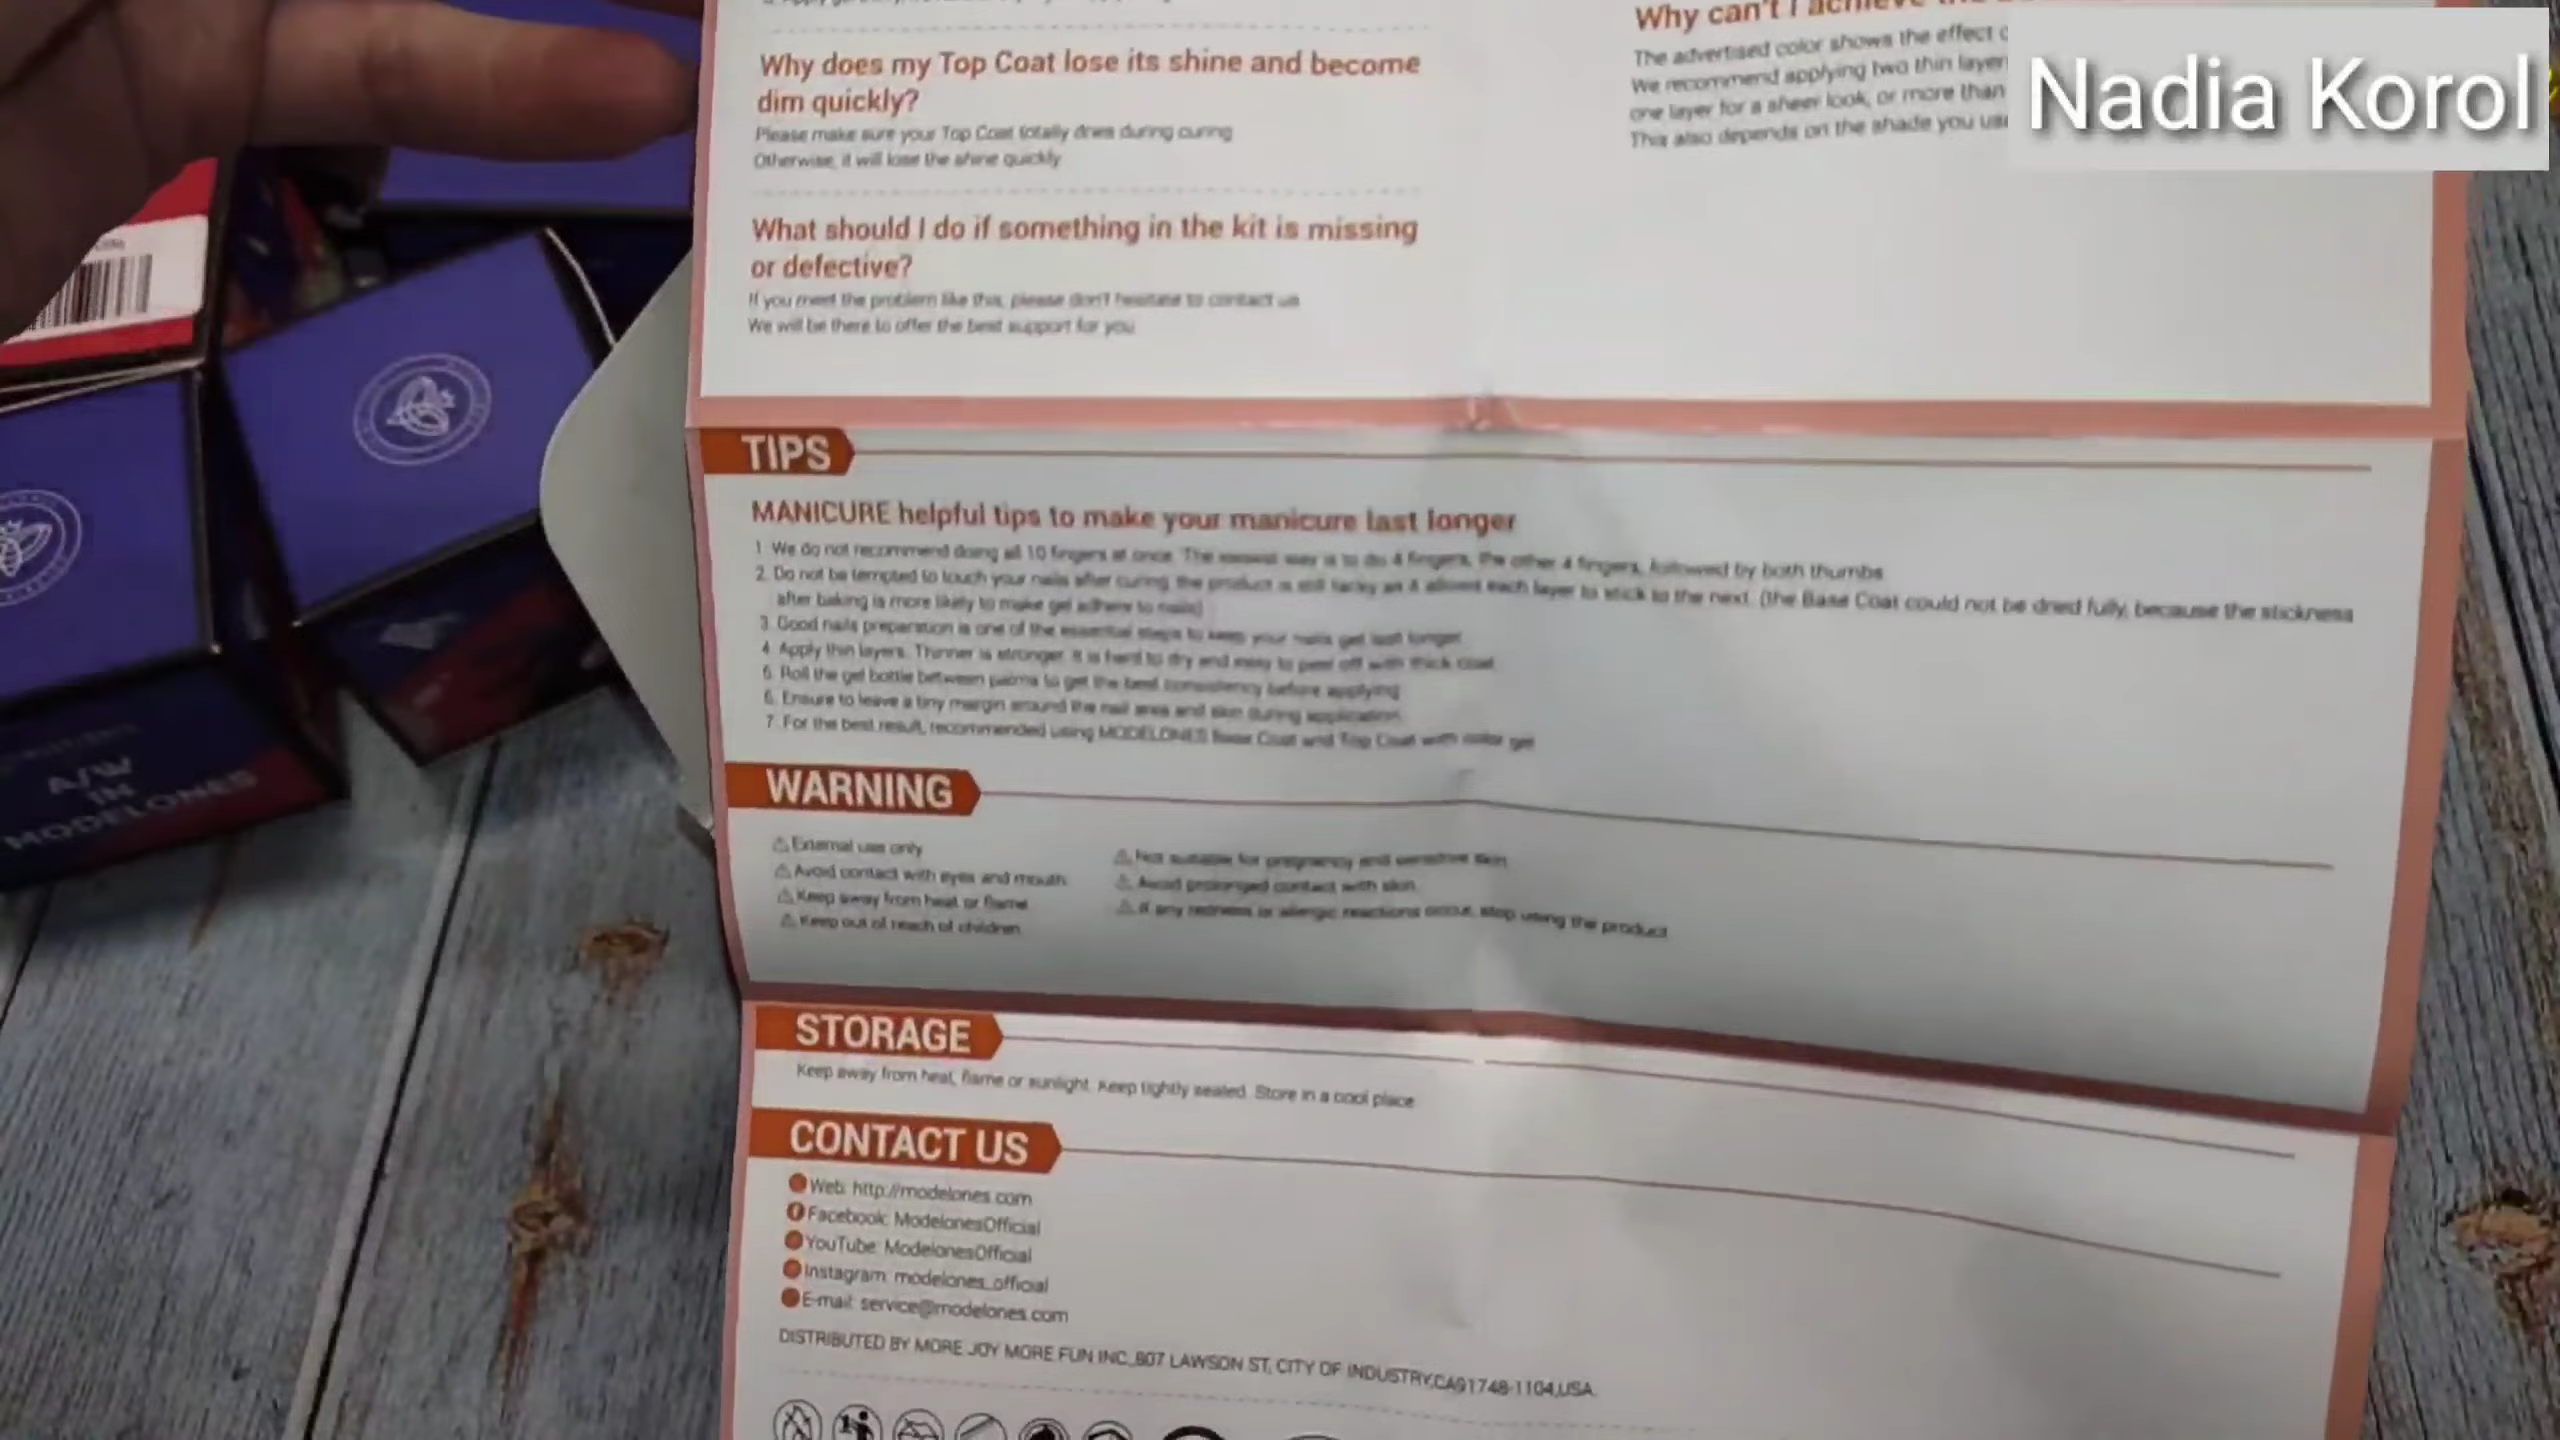 Nadia Korol
Why does my Top Coat lose its shine and become
dim quickly?
Please make sure your Top Coat totally dries during curing
Otherwise, it will lose the shine quickly
What should I do if something in the kit is missing
or defective?
If you meet the problem like this, please don't hesitate to contact us
We will be there to offer the best support for you
Why can't I achieve the
The advertised color shows the effect o
We recommend applying two thin layer
one layer for a sheer look, or more than
This also depends on the shade you us
TIPS
MANICURE helpful tips to make your manicure last longer
1. We do not recommend doing all 10 fingers at once. The easiest way is to do 4 fingers, the other 4 fingers, followed by both thumbs
2. Do not be tempted to touch your nails after curing, the product is still tacky as it allows each layer to stick to the next. (the Base Coat could not be dried fully, because the stickness
after baking is more likely to make gel adhere to nails)
3. Good nails preparation is one of the essential steps to keep your nails gel last longer
4. Apply thin layers. Thinner is stronger. It is hard to dry and easy to peel off with thick coat
5. Roll the gel bottle between palms to get the best consistency before applying
6. Ensure to leave a tiny margin around the nail area and skin during application
7. For the best result, recommended using MODELONES Base Coat and Top Coat with color gel
WARNING
External use only
Avoid contact with eyes and mouth
Keep away from heat or flame
Keep out of reach of children
Not suitable for pregnancy and sensitive skin
Avoid prolonged contact with skin
If any redness or allergic reactions occur, stop using the product
STORAGE
Keep away from heat, flame or sunlight. Keep tightly sealed. Store in a cool place
CONTACT US
Web: http://modelones.com
Facebook: ModelonesOfficial
YouTube: ModelonesOfficial
Instagram: modelones_official
E-mail: service@modelones.com
DISTRIBUTED BY MORE JOY MORE FUN INC.,807 LAWSON ST, CITY OF INDUSTRY,CA91748-1104,USA.
A/W
IN
MODELONES